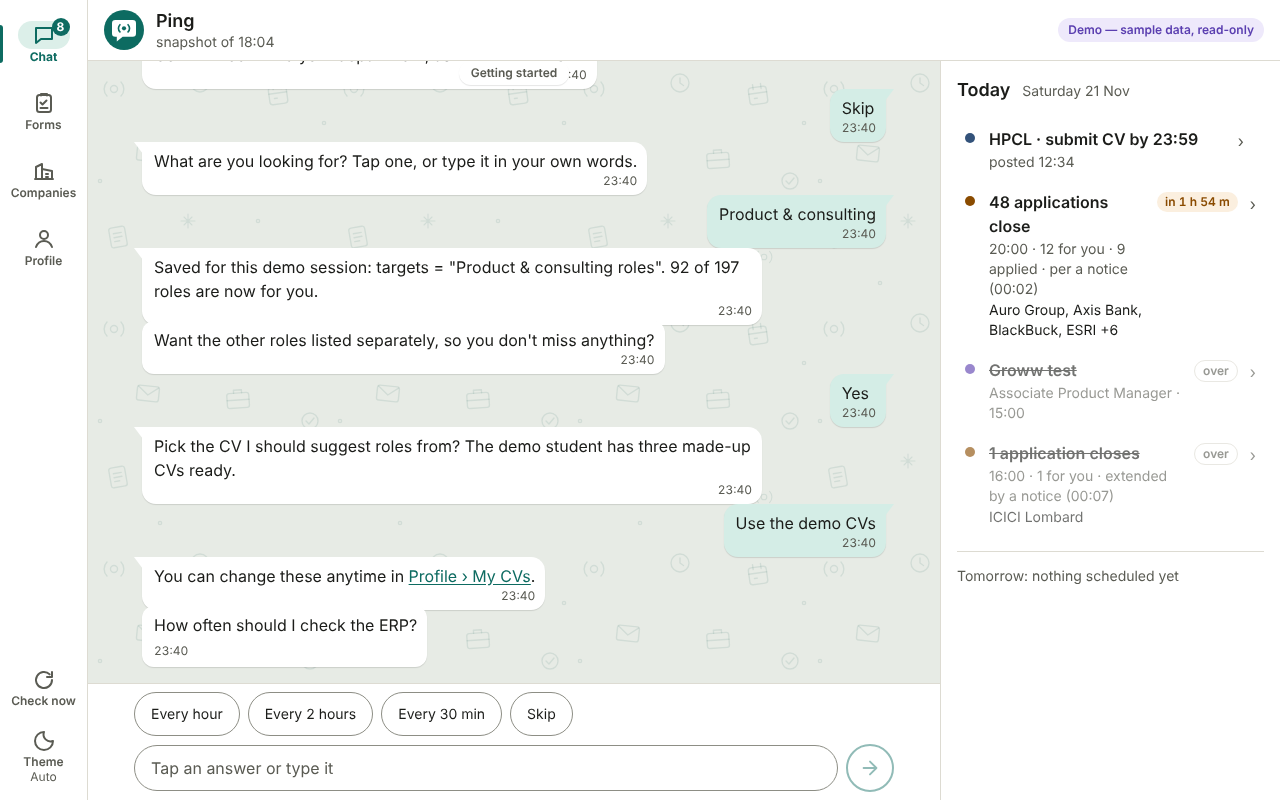 8
Chat
Forms
Companies
Profile
Check now
Theme
Auto
Ping
snapshot of 18:04
Demo — sample data, read-only
Getting started
:40
Skip
23:40
What are you looking for? Tap one, or type it in your own words.
23:40
Product & consulting
23:40
Saved for this demo session: targets = "Product & consulting roles". 92 of 197
roles are now for you.
23:40
Want the other roles listed separately, so you don't miss anything?
23:40
Yes
23:40
Pick the CV I should suggest roles from? The demo student has three made-up
CVs ready.
23:40
Use the demo CVs
23:40
You can change these anytime in Profile › My CVs.
23:40
How often should I check the ERP?
23:40
Every hour
Every 2 hours
Every 30 min
Skip
Tap an answer or type it
Today Saturday 21 Nov
HPCL · submit CV by 23:59
posted 12:34
48 applications
close
in 1 h 54 m
20:00 · 12 for you · 9
applied · per a notice
(00:02)
Auro Group, Axis Bank,
BlackBuck, ESRI +6
Groww test
over
Associate Product Manager ·
15:00
1 application closes
over
16:00 · 1 for you · extended
by a notice (00:07)
ICICI Lombard
Tomorrow: nothing scheduled yet